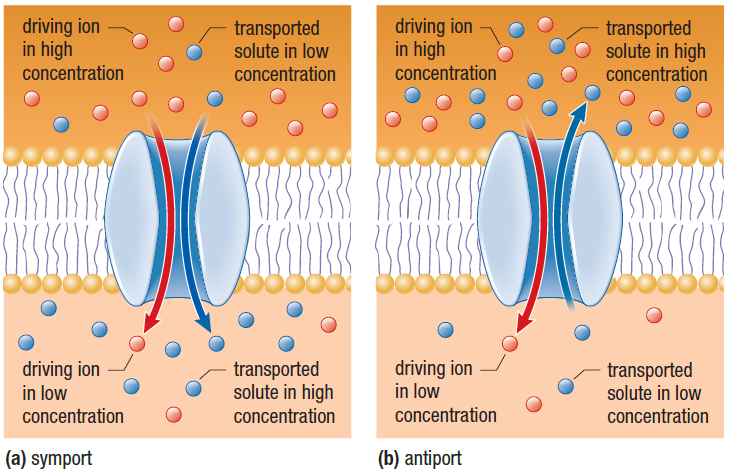 driving ion
in high
concentration
transported
solute in low
concentration
driving ion
in low
concentration
transported
solute in high
concentration
(a) symport
driving ion
in high
concentration
transported
solute in high
concentration
driving ion
in low
concentration
transported
solute in low
concentration
(b) antiport